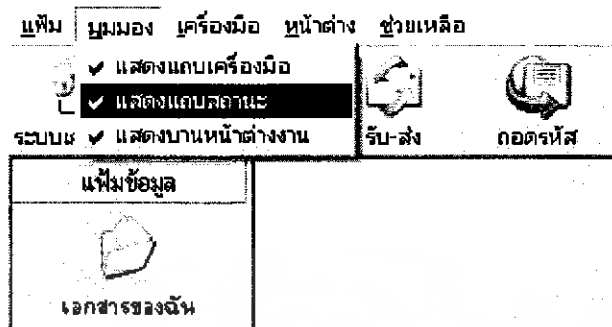 แฟ้ม มุมมอง เครื่องมือ หน้าต่าง ช่วยเหลือ
✔ แสดงแถบเครื่องมือ
✔ แสดงแถบสถานะ
✔ แสดงบานหน้าต่างงาน
รับ-ส่ง ถอดรหัส
แฟ้มข้อมูล
เอกสารของฉัน